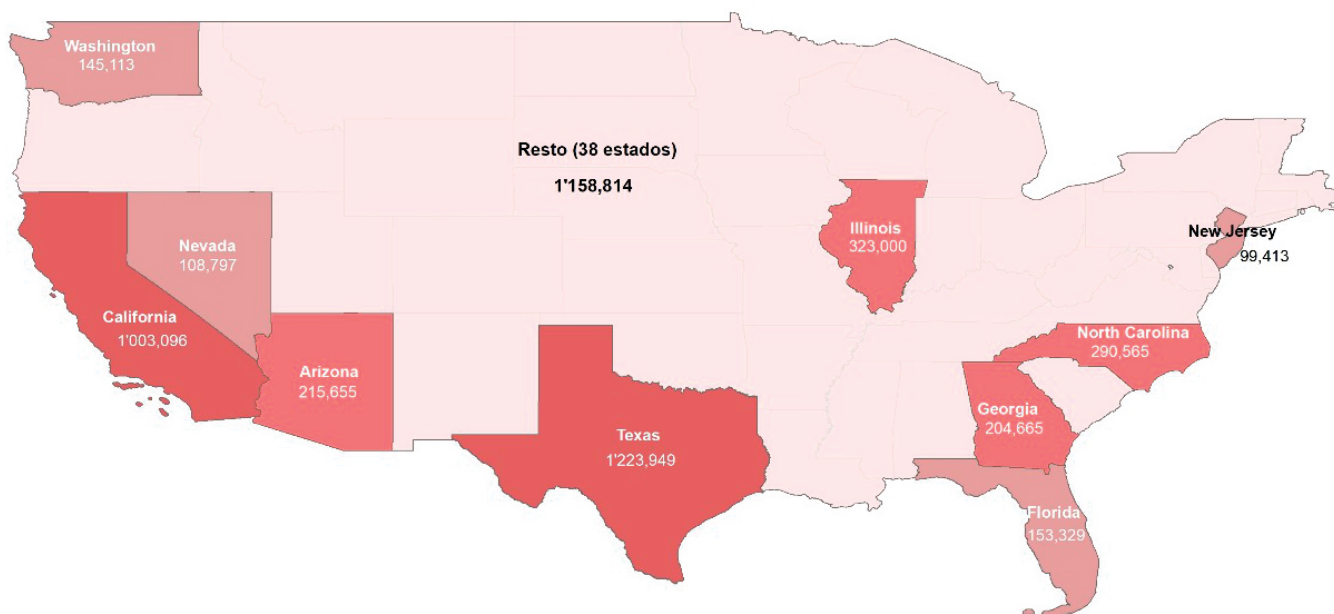 Washington
145,113
Resto (38 estados)
1'158,814
Illinois
323,000
New Jersey
99,413
Nevada
108,797
California
1'003,096
North Carolina
290,565
Arizona
215,655
Georgia
204,665
Texas
1'223,949
Florida
153,329